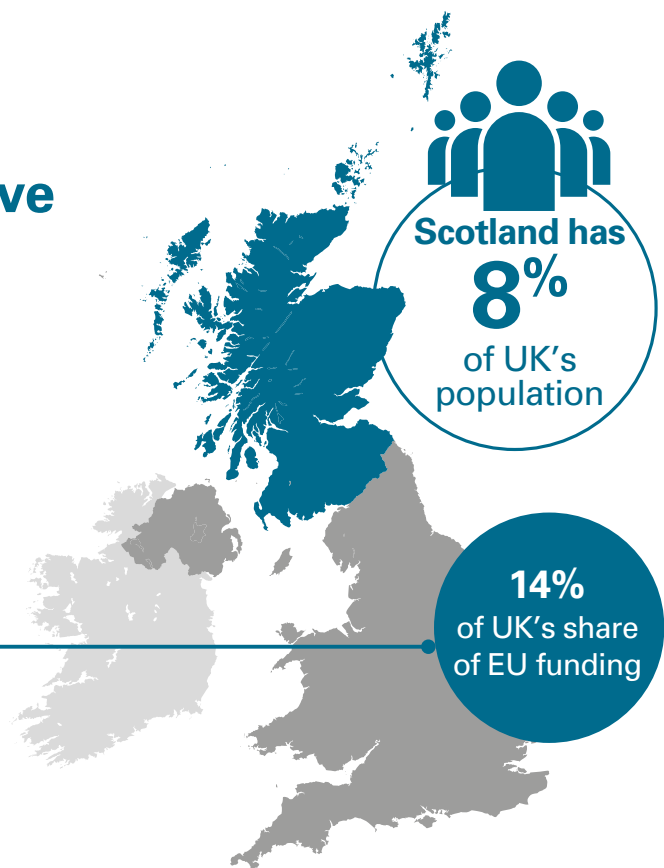 ve
Scotland has
8%
of UK's
population
14%
of UK's share
of EU funding